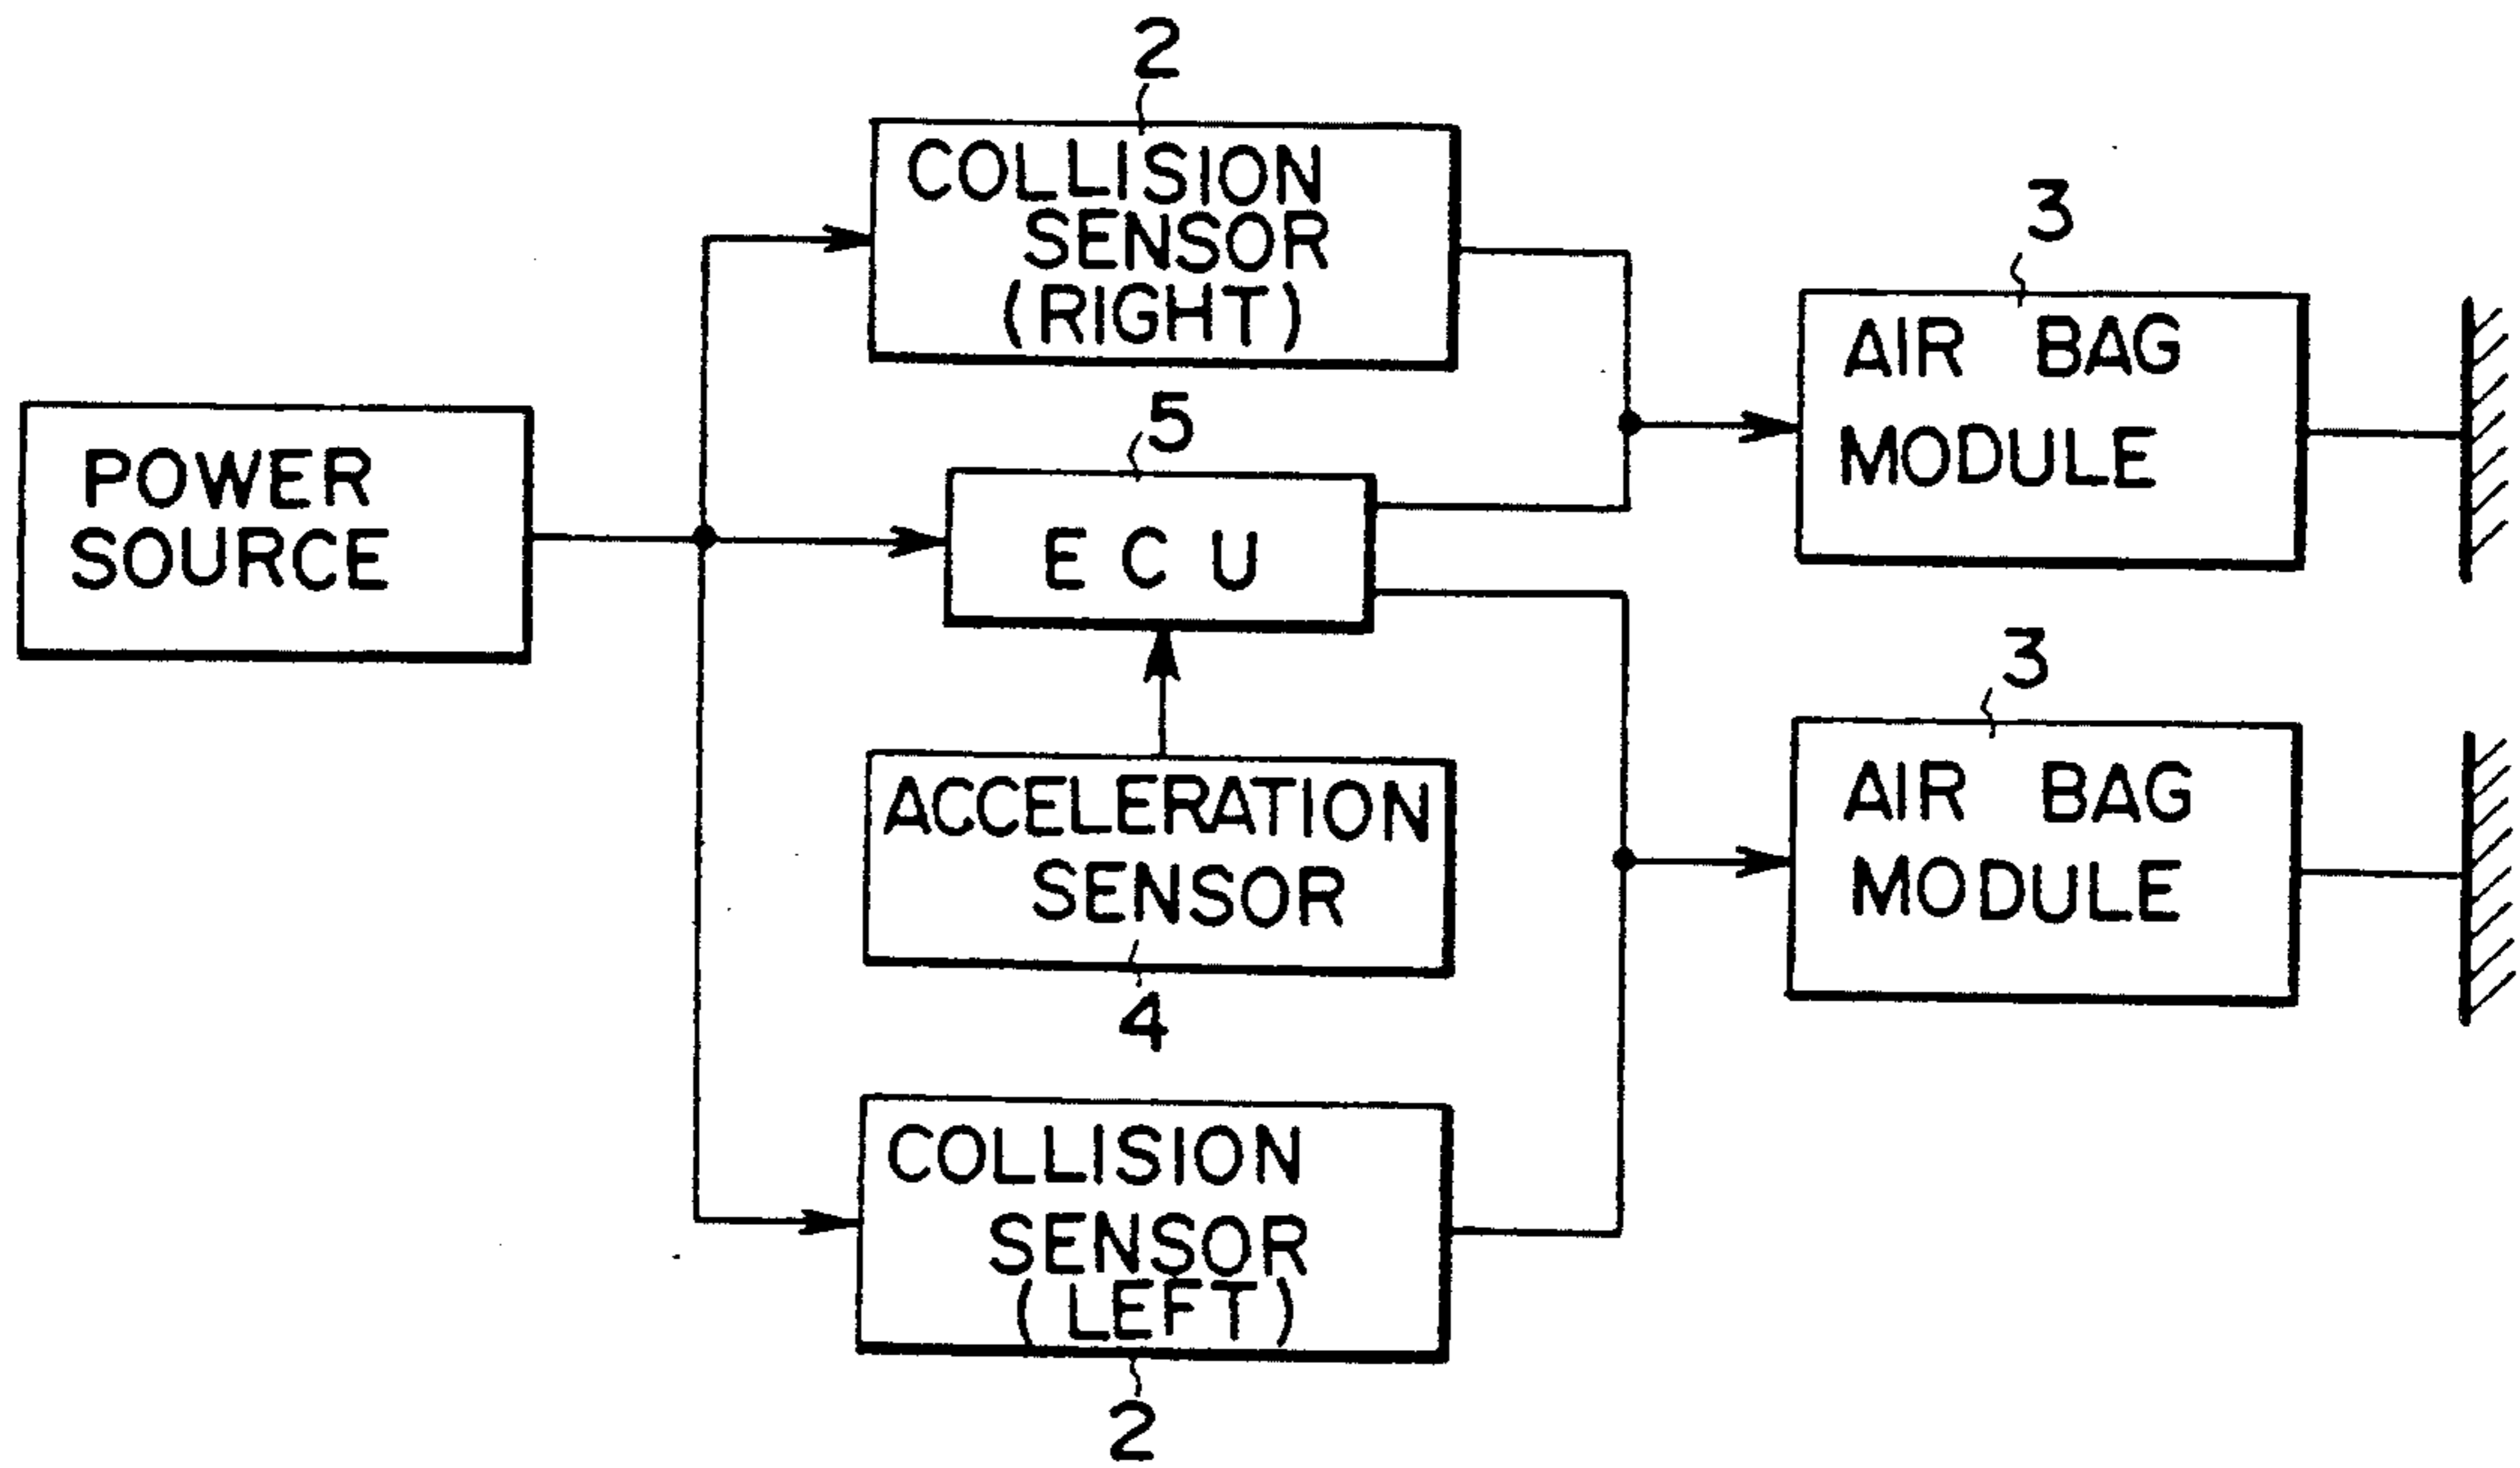 2
COLLISION
SENSOR
(RIGHT)
3
AIR BAG
MODULE
POWER
SOURCE
5
ECU
3
AIR BAG
MODULE
ACCELERATION
SENSOR
4
COLLISION
SENSOR
(LEFT)
2